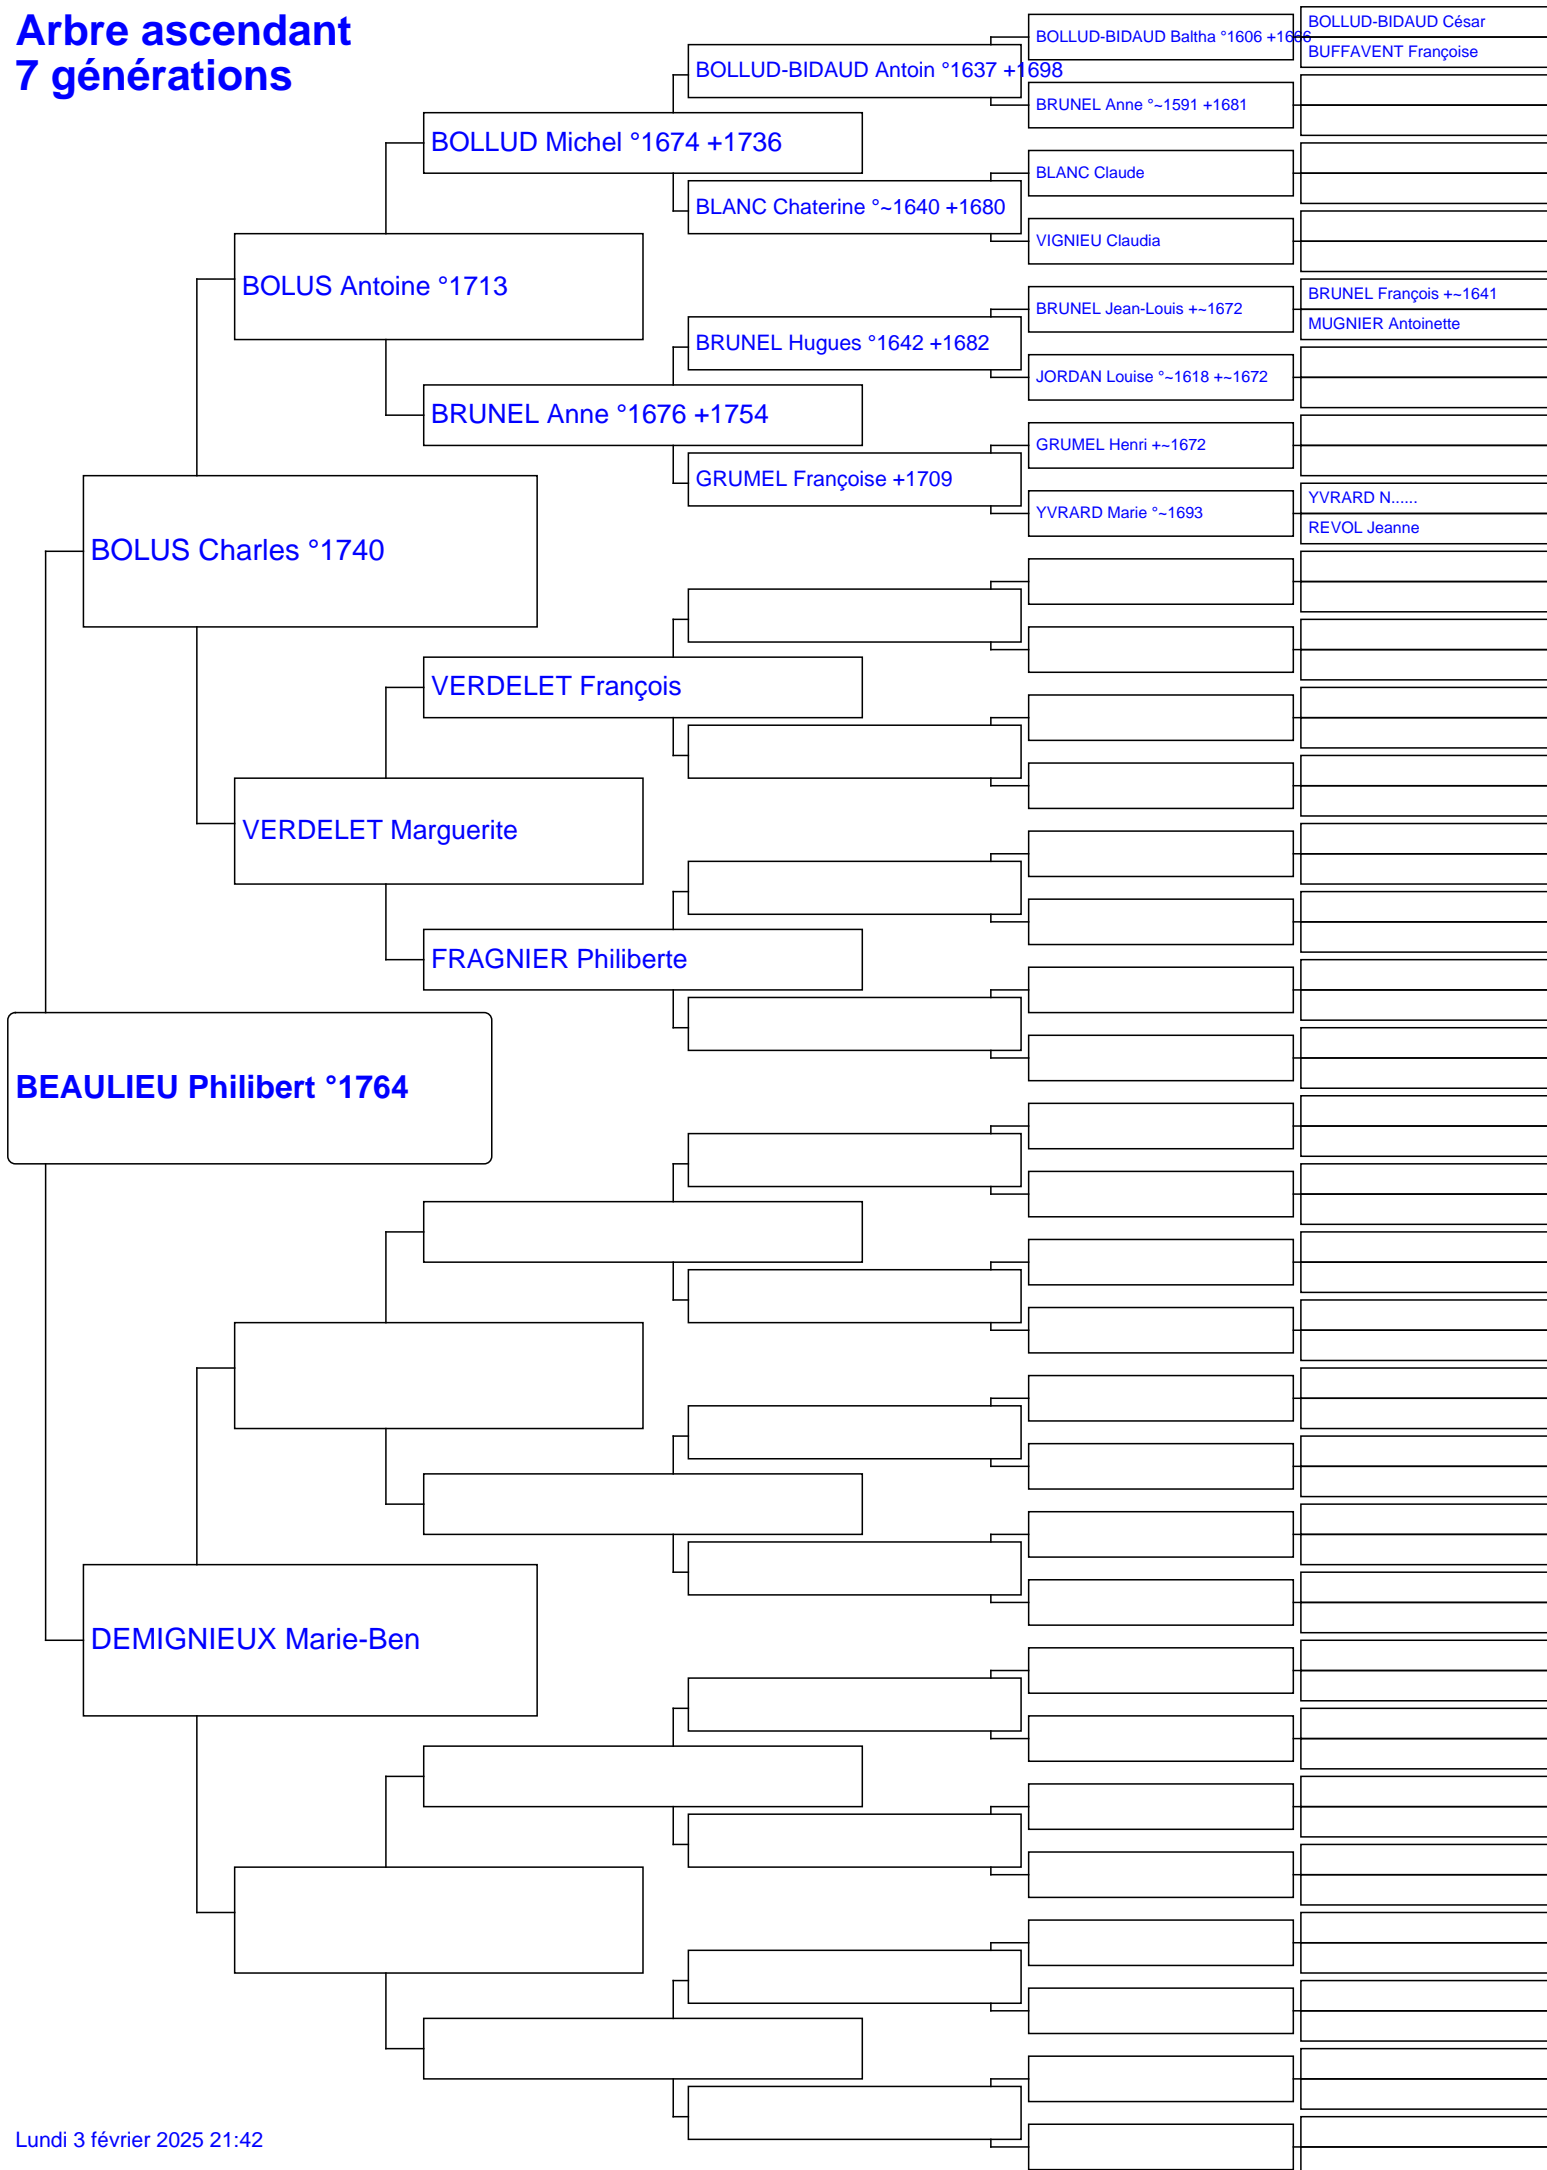 Arbre ascendant
7 générations
BOLLUD-BIDAUD César
BUFFAVENT Françoise
BOLLUD-BIDAUD Baltha °1606 +1666
BOLLUD-BIDAUD Antoin °1637 +1698
BRUNEL Anne °~1591 +1681
BOLLUD Michel °1674 +1736
BLANC Claude
BLANC Chaterine °~1640 +1680
VIGNIEU Claudia
BOLUS Antoine °1713
BRUNEL François +~1641
MUGNIER Antoinette
BRUNEL Jean-Louis +~1672
BRUNEL Hugues °1642 +1682
JORDAN Louise °~1618 +~1672
BRUNEL Anne °1676 +1754
GRUMEL Henri +~1672
GRUMEL Françoise +1709
YVRARD N......
REVOL Jeanne
YVRARD Marie °~1693
BOLUS Charles °1740
VERDELET François
VERDELET Marguerite
FRAGNIER Philiberte
BEAULIEU Philibert °1764
DEMIGNIEUX Marie-Ben
Lundi 3 février 2025 21:42